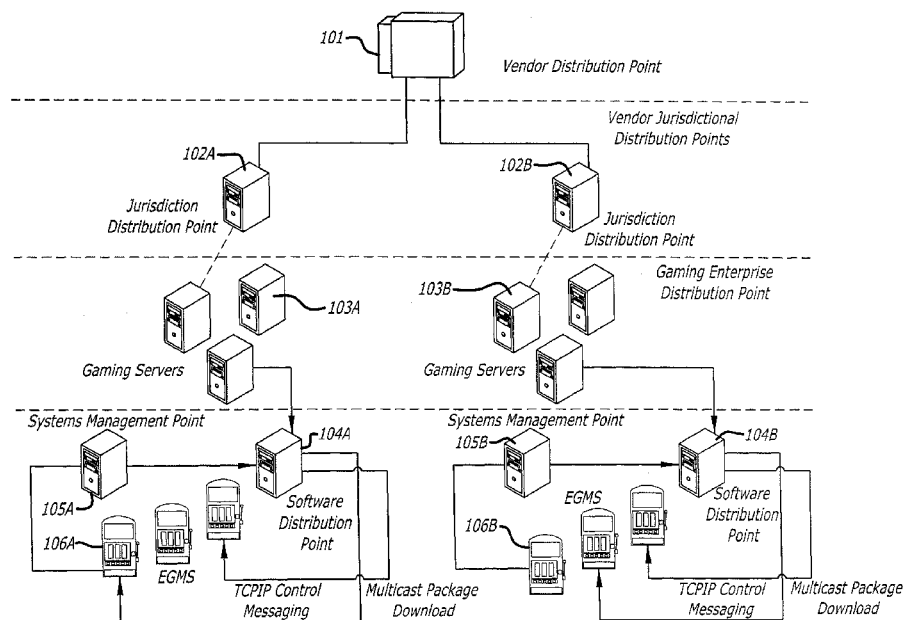 101
Vendor Distribution Point
Vendor Jurisdictional
Distribution Points
102A
102B
Jurisdiction
Distribution Point
Jurisdiction
Distribution Point
Gaming Enterprise
Distribution Point
103A
103B
Gaming Servers
Gaming Servers
Systems Management Point
Systems Management Point
104A
104B
105A
105B
Software
Distribution
Point
Software
Distribution
Point
106A
106B
EGMS
EGMS
TCPIP Control
Messaging
Multicast Package
Download
TCPIP Control
Messaging
Multicast Package
Download